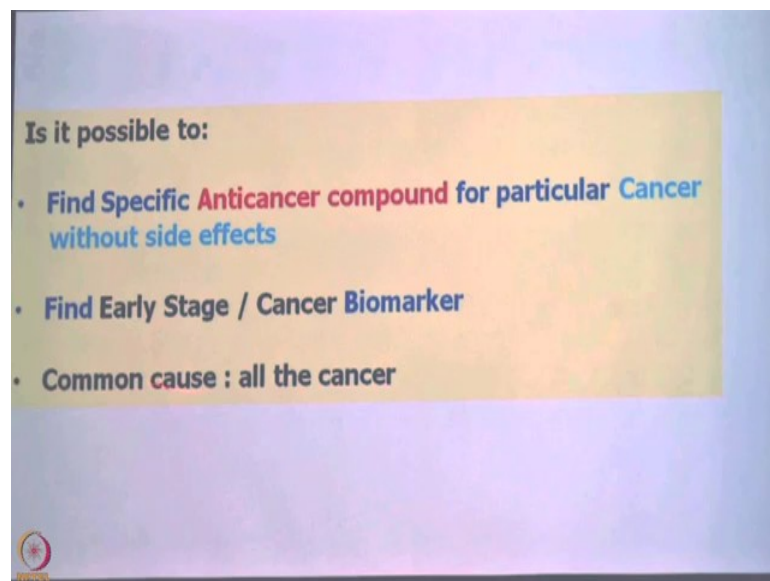 Is it possible to:
• Find Specific Anticancer compound for particular Cancer
without side effects
• Find Early Stage / Cancer Biomarker
• Common cause : all the cancer